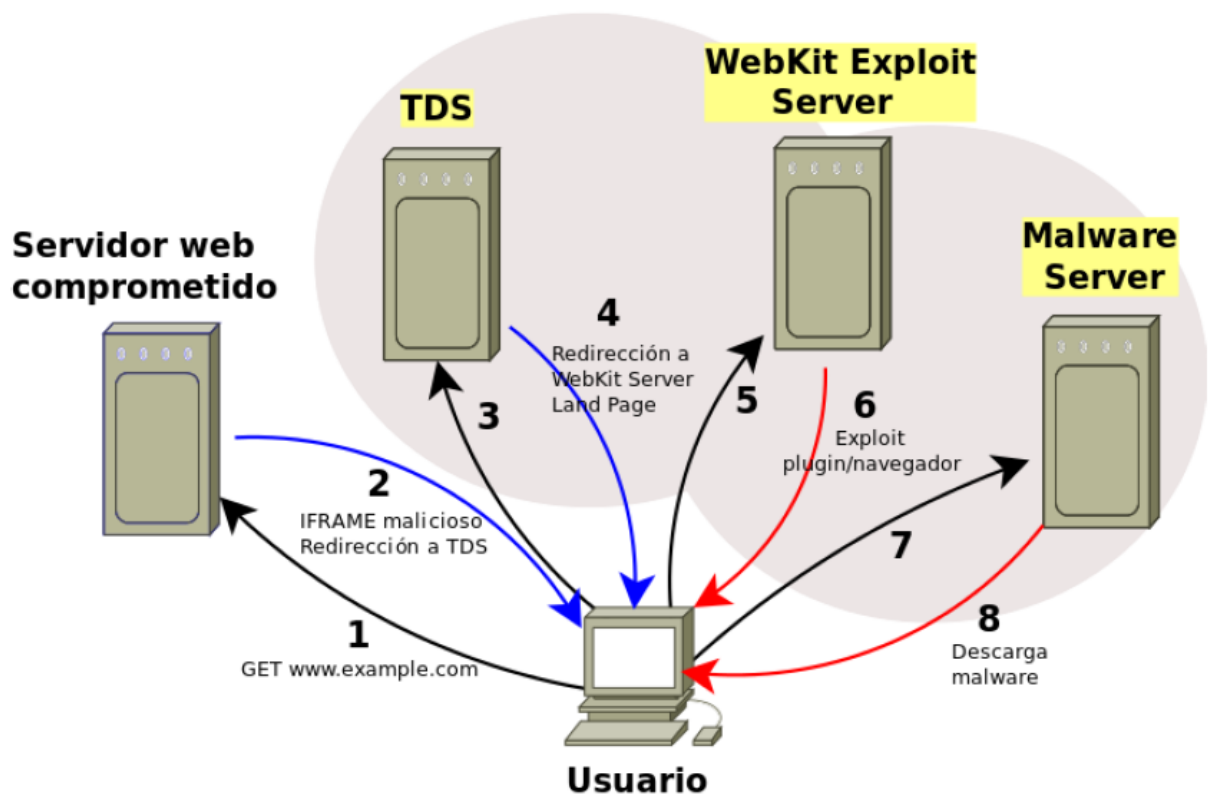 WebKit Exploit
Server
TDS
Malware
Server
Servidor web
comprometido
4
Redirección a
WebKit Server
Land Page
3
5
6
Exploit
plugin/navegador
2
IFRAME malicioso
Redirección a TDS
7
1
GET www.example.com
8
Descarga
malware
Usuario